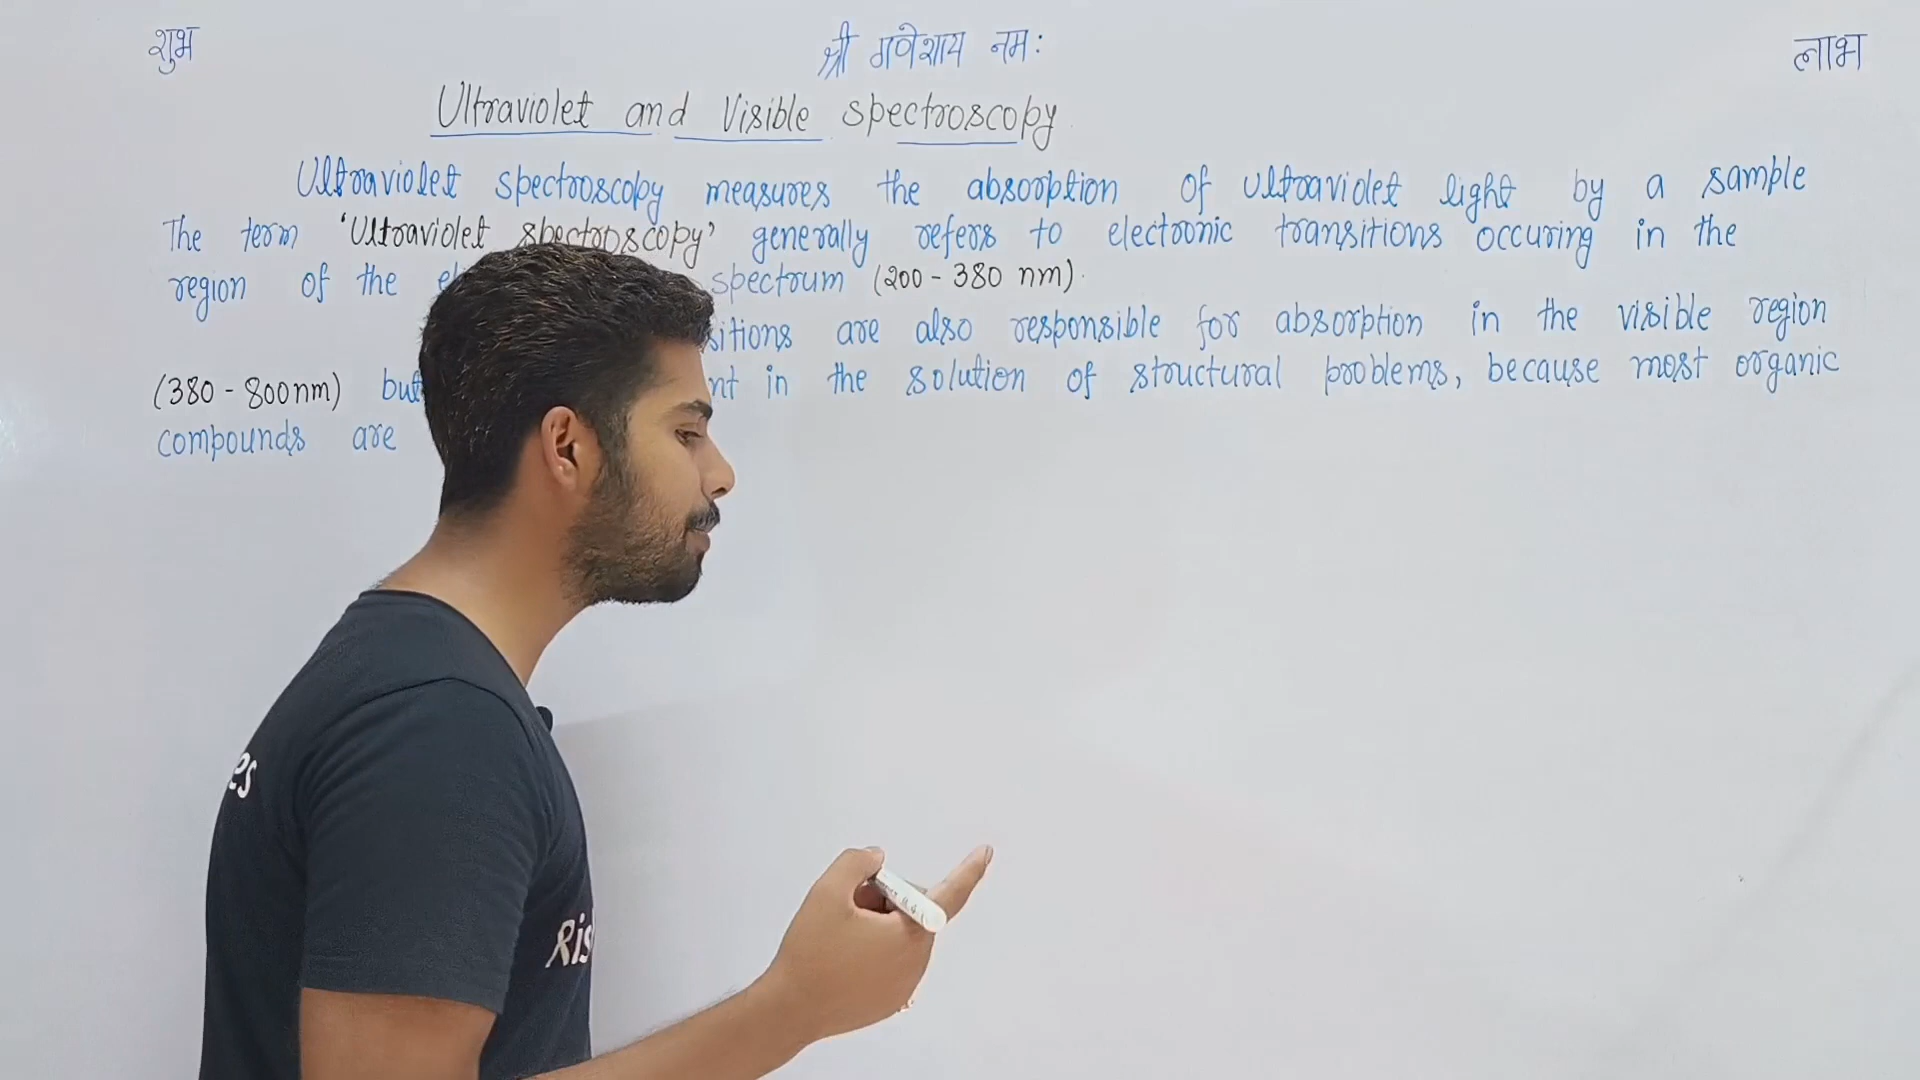 शुभ श्री गणेशाय नमः लाभ
Ultraviolet and Visible spectroscopy
Ultraviolet spectroscopy measures the absorption of ultraviolet light by a sample
The term 'Ultraviolet spectroscopy' generally refers to electronic transitions occuring in the
region of the spectrum (200 - 380 nm).
are also responsible for absorption in the visible region
(380 - 800nm) but in the solution of structural problems, because most organic
compounds are